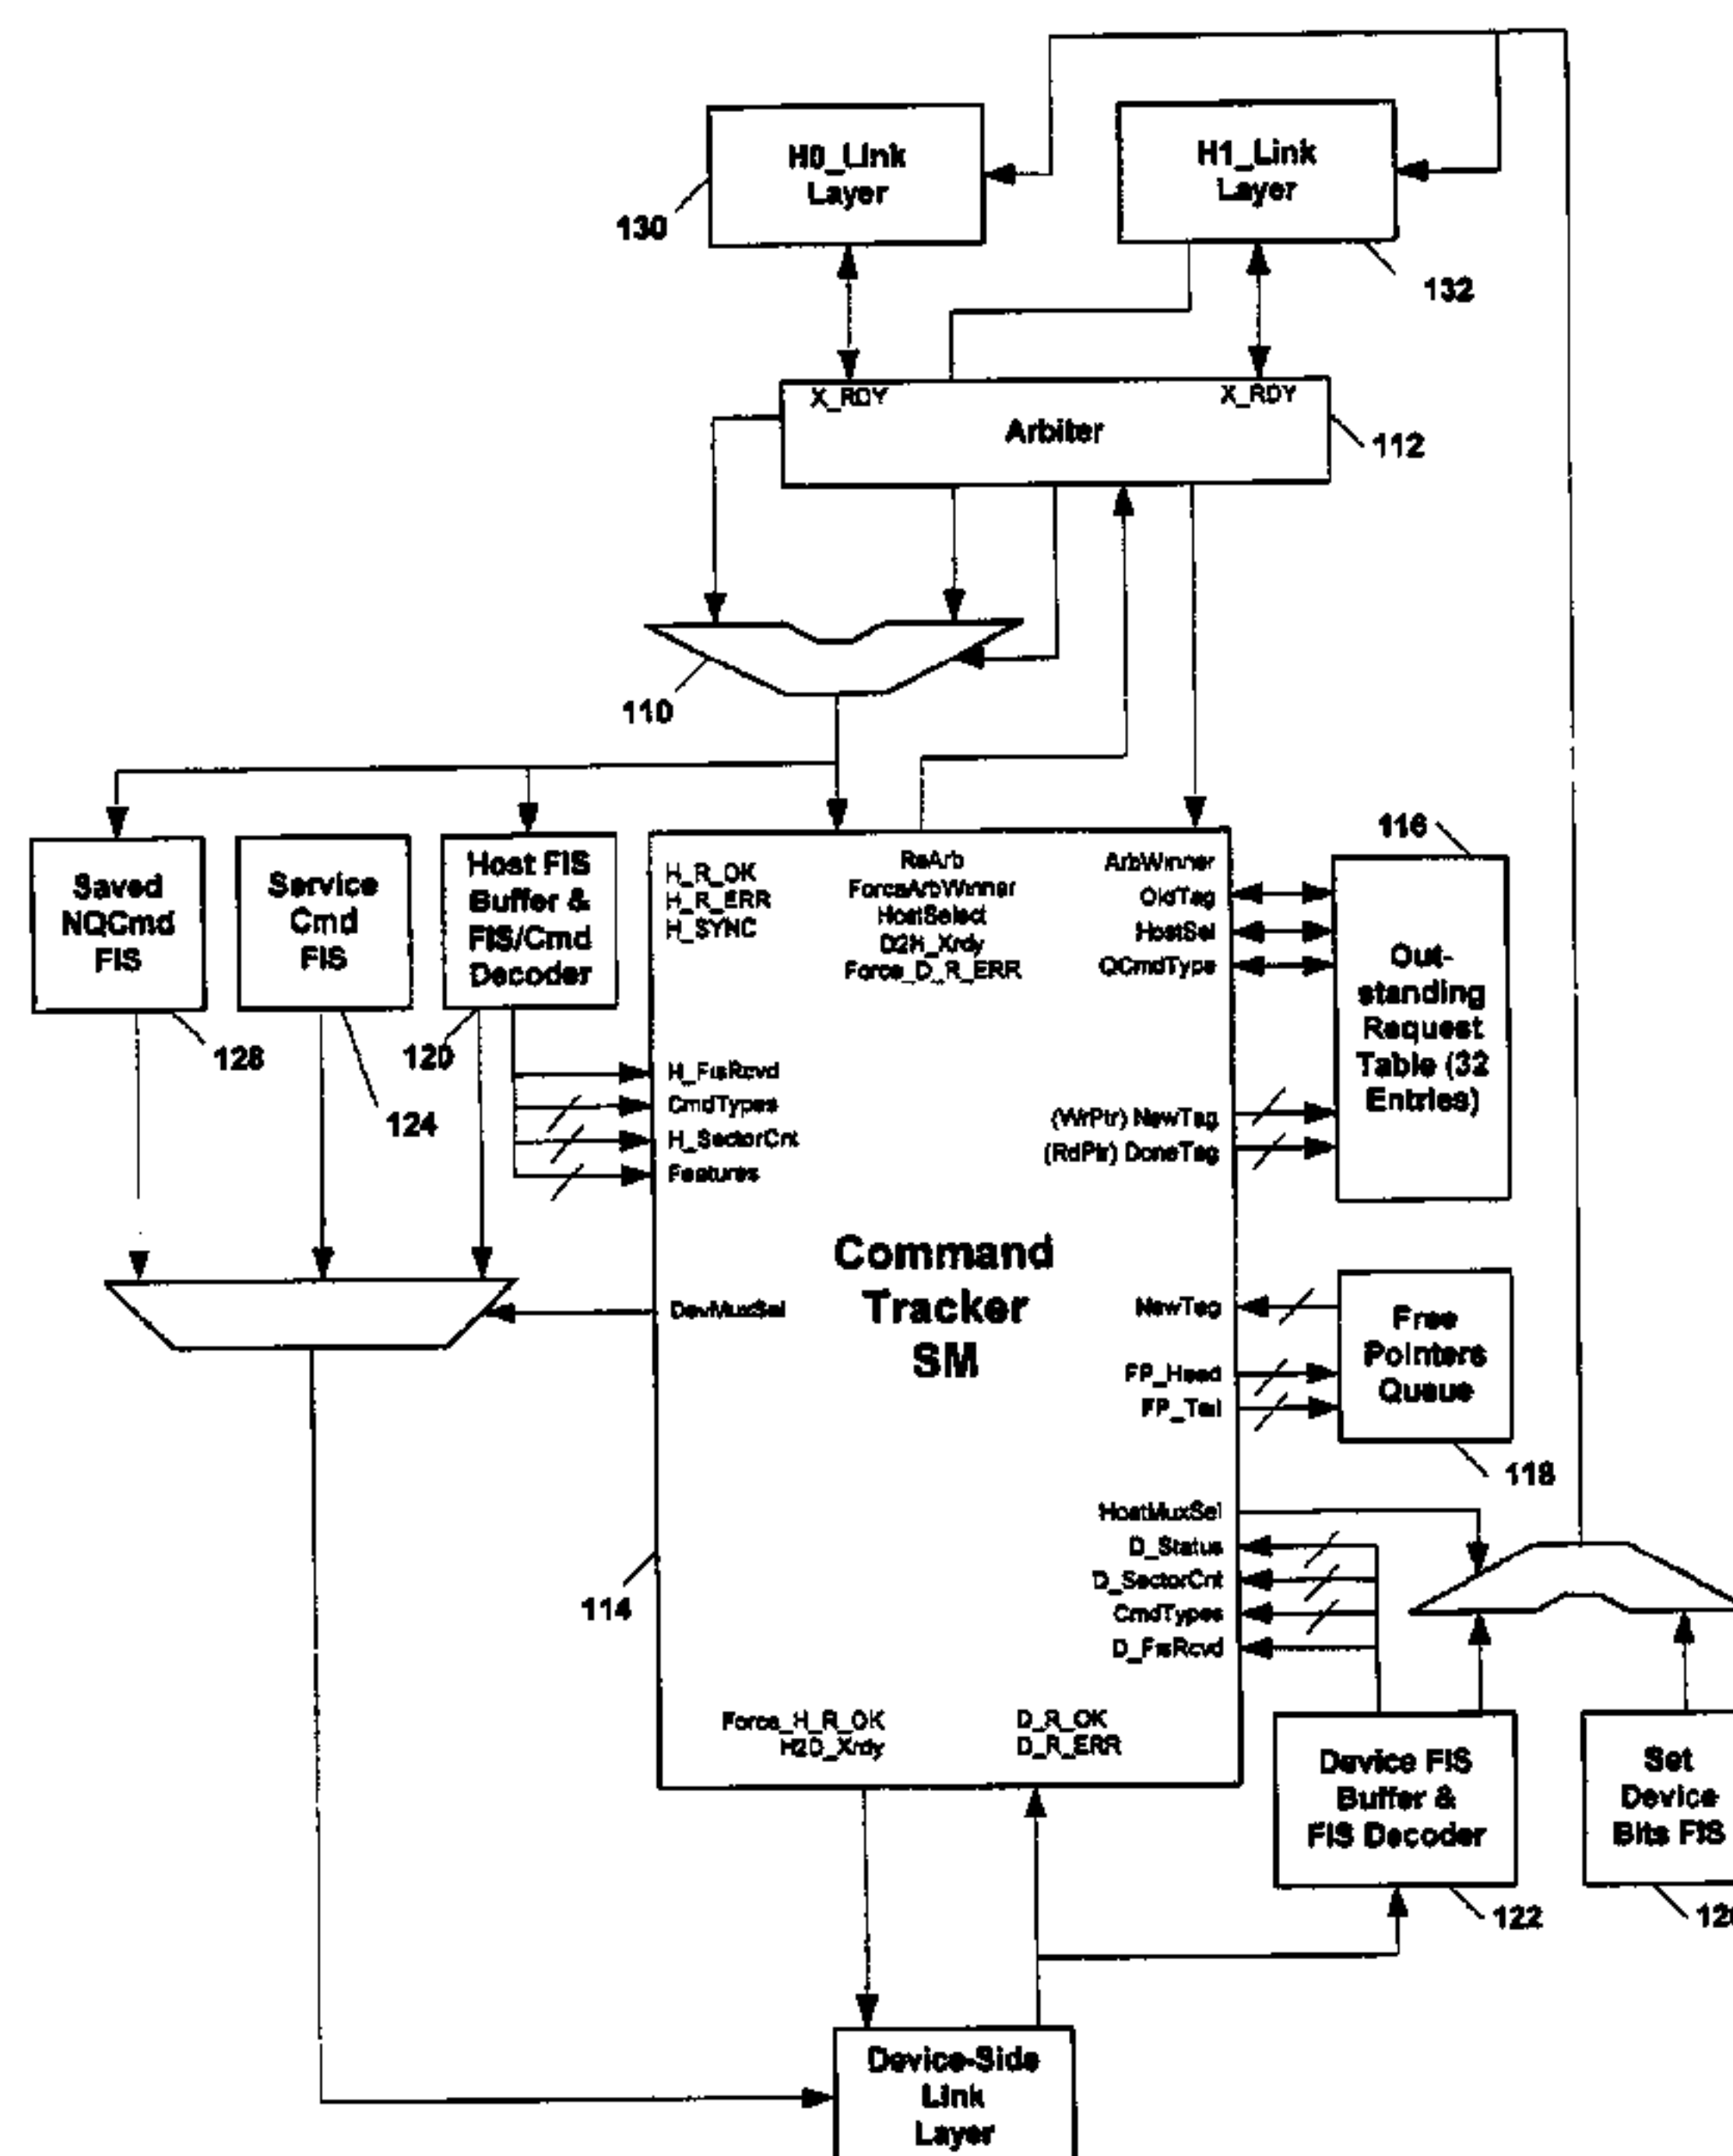 H0_Link
Layer
130
H1_Link
Layer
132
X_RDY
X_RDY
Arbiter
112
110
Saved
NQCmd
FIS
128
Service
Cmd
FIS
124
Host FIS
Buffer &
FIS/Cmd
Decoder
120
H_R_OK
H_R_ERR
H_SYNC
ReArb
ForceArbWinner
HostSelect
D2H_Xrdy
Force_D_R_ERR
ArbWinner
OldTag
HostSel
QCmdType
116
Out-
standing
Request
Table (32
Entries)
H_FisRcvd
CmdTypes
H_SectorCnt
Features
(WrPtr) NewTag
(RdPtr) DoneTag
Command
Tracker
SM
DevMuxSel
NewTag
FP_Head
FP_Tail
Free
Pointers
Queue
118
HostMuxSel
D_Status
D_SectorCnt
CmdTypes
D_FisRcvd
114
Force_H_R_OK
H2D_Xrdy
D_R_OK
D_R_ERR
Device FIS
Buffer &
FIS Decoder
122
Set
Device
Bits FIS
Device-Side
Link
Layer